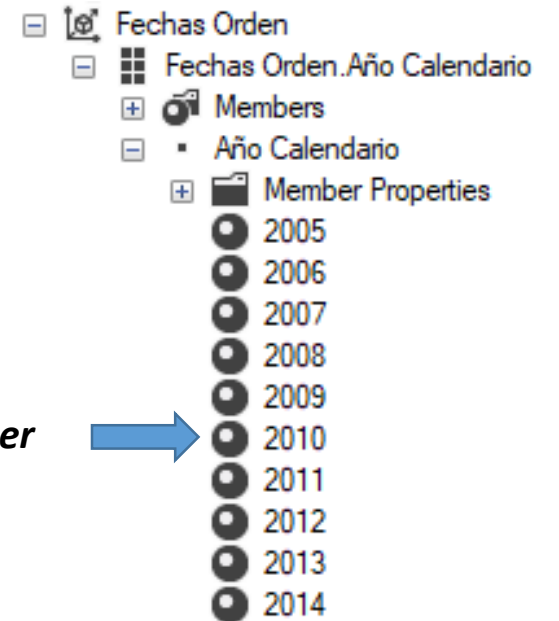 Fechas Orden
Fechas Orden.Año Calendario
Members
Año Calendario
Member Properties
2005
2006
2007
2008
2009
er 2010
2011
2012
2013
2014